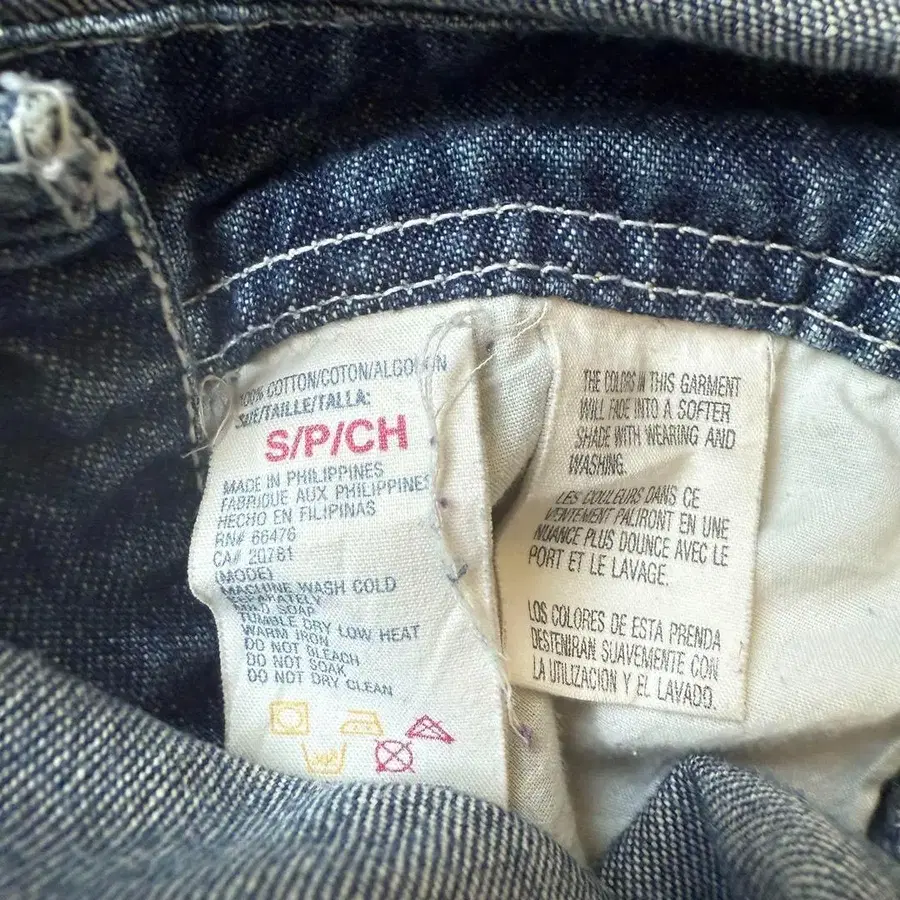 100% COTTON/COTON/ALGODON
SIZE/TAILLE/TALLA:
S/P/CH
MADE IN PHILIPPINES
FABRIQUE AUX PHILIPPINES
HECHO EN FILIPINAS
RN# 66476
CA# 20781
(MODE)
MACHINE WASH COLD
SEPARATELY
MILD SOAP
TUMBLE DRY LOW HEAT
WARM IRON
DO NOT BLEACH
DO NOT SOAK
DO NOT DRY CLEAN
THE COLORS IN THIS GARMENT
WILL FADE INTO A SOFTER
SHADE WITH WEARING AND
WASHING.
LES COULEURS DANS CE
VENTEMENT PALIRONT EN UNE
NUANCE PLUS DOUNCE AVEC LE
PORT ET LE LAVAGE.
LOS COLORES DE ESTA PRENDA
DESTENIRAN SUAVEMENTE CON
LA UTILIZACION Y EL LAVADO.